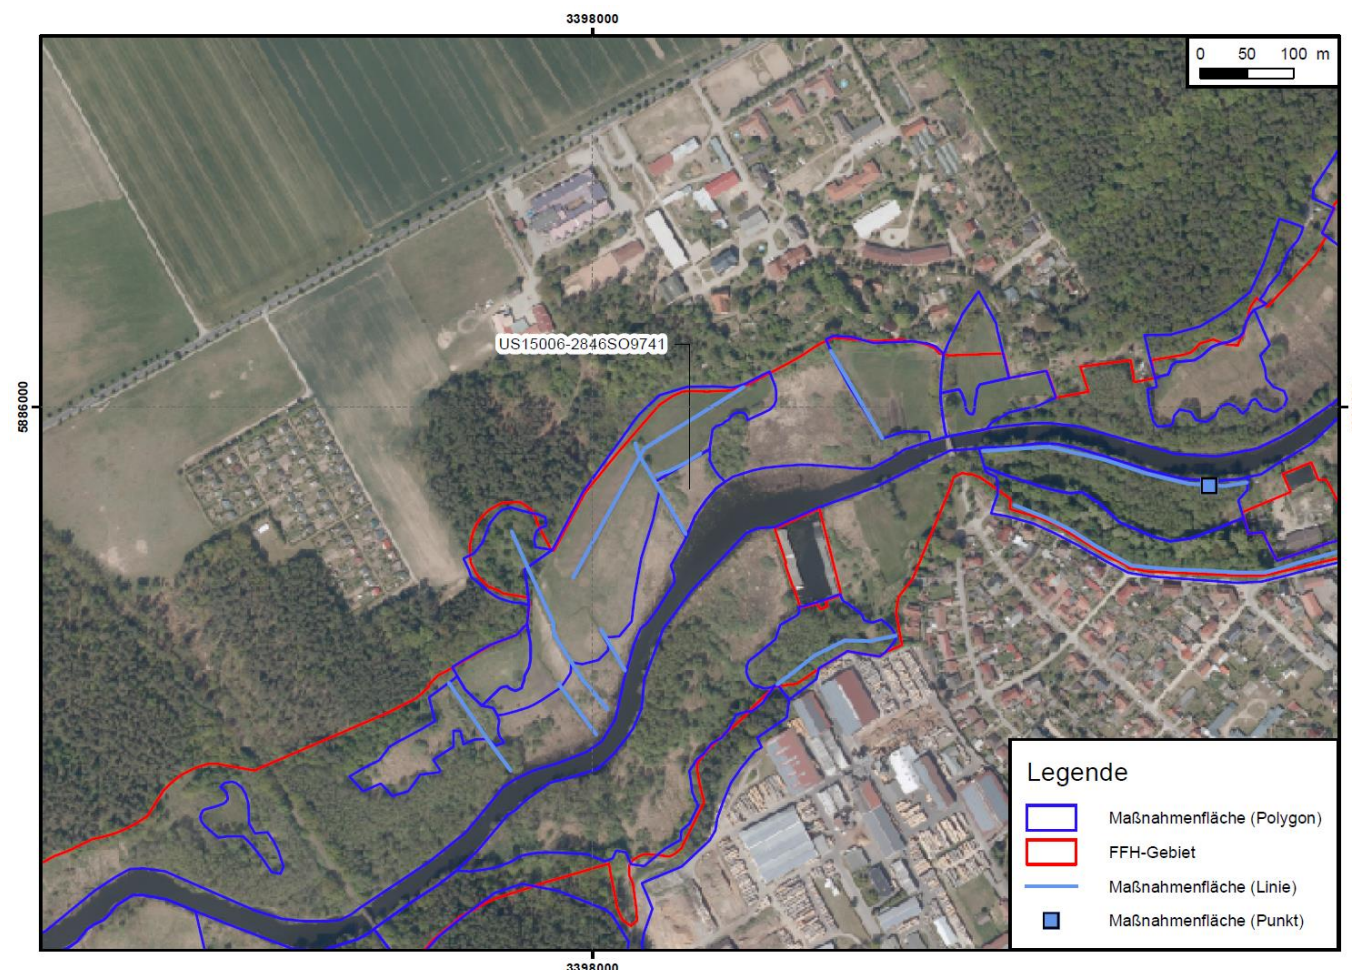 3398000
0 50 100 m
US15006-2846SO9741
5886000
Legende
Maßnahmenfläche (Polygon)
FFH-Gebiet
Maßnahmenfläche (Linie)
Maßnahmenfläche (Punkt)
3398000